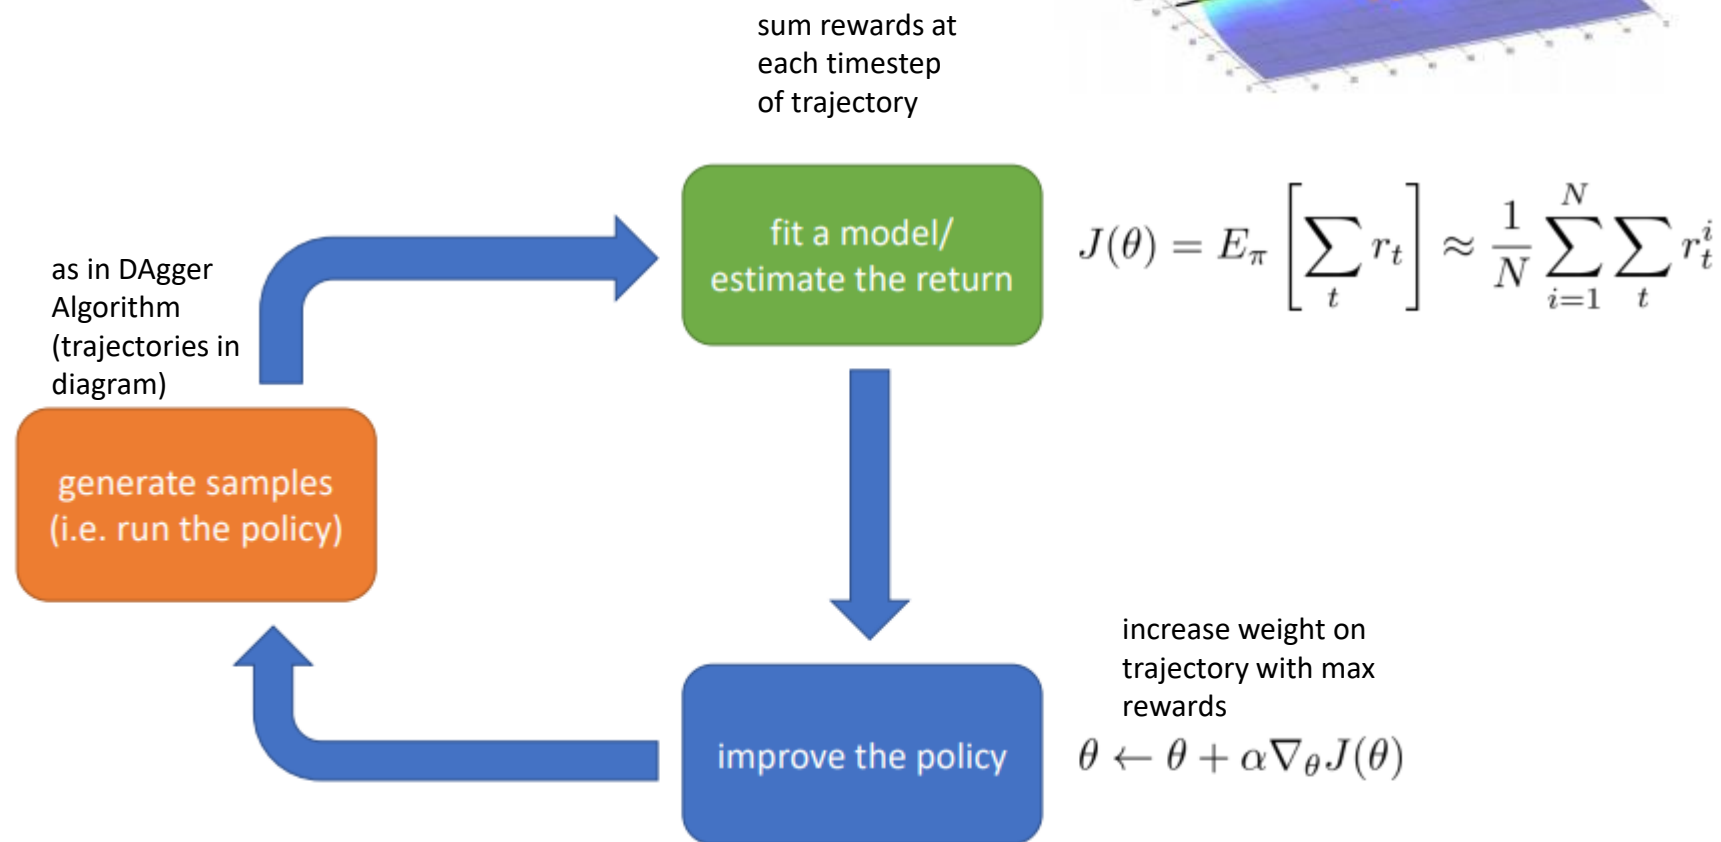 sum rewards at
each timestep
of trajectory
fit a model/
estimate the return
J(θ) = E_π [∑_t r_t] ≈ 1/N ∑_{i=1}^{N} ∑_t r_t^i
as in DAgger
Algorithm
(trajectories in
diagram)
generate samples
(i.e. run the policy)
increase weight on
trajectory with max
rewards
improve the policy
θ ← θ + α∇_θ J(θ)